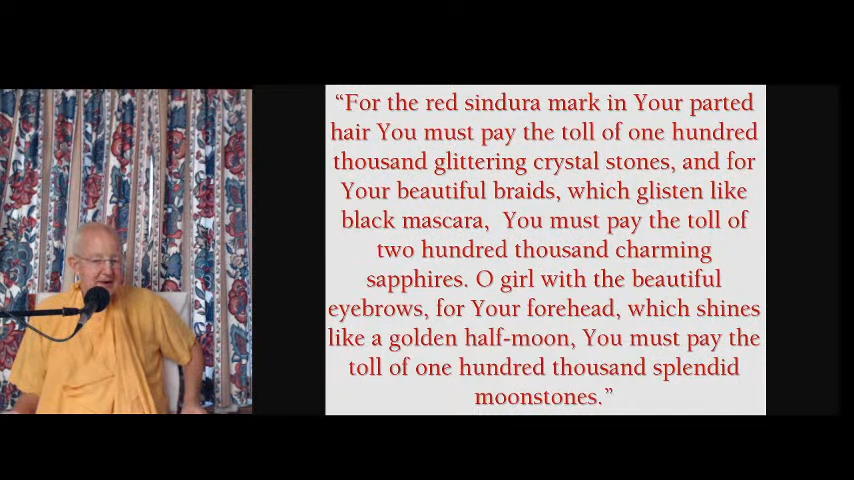 “For the red sindura mark in Your parted
hair You must pay the toll of one hundred
thousand glittering crystal stones, and for
Your beautiful braids, which glisten like
black mascara,  You must pay the toll of
two hundred thousand charming
sapphires. O girl with the beautiful
eyebrows, for Your forehead, which shines
like a golden half-moon, You must pay the
toll of one hundred thousand splendid
moonstones.”